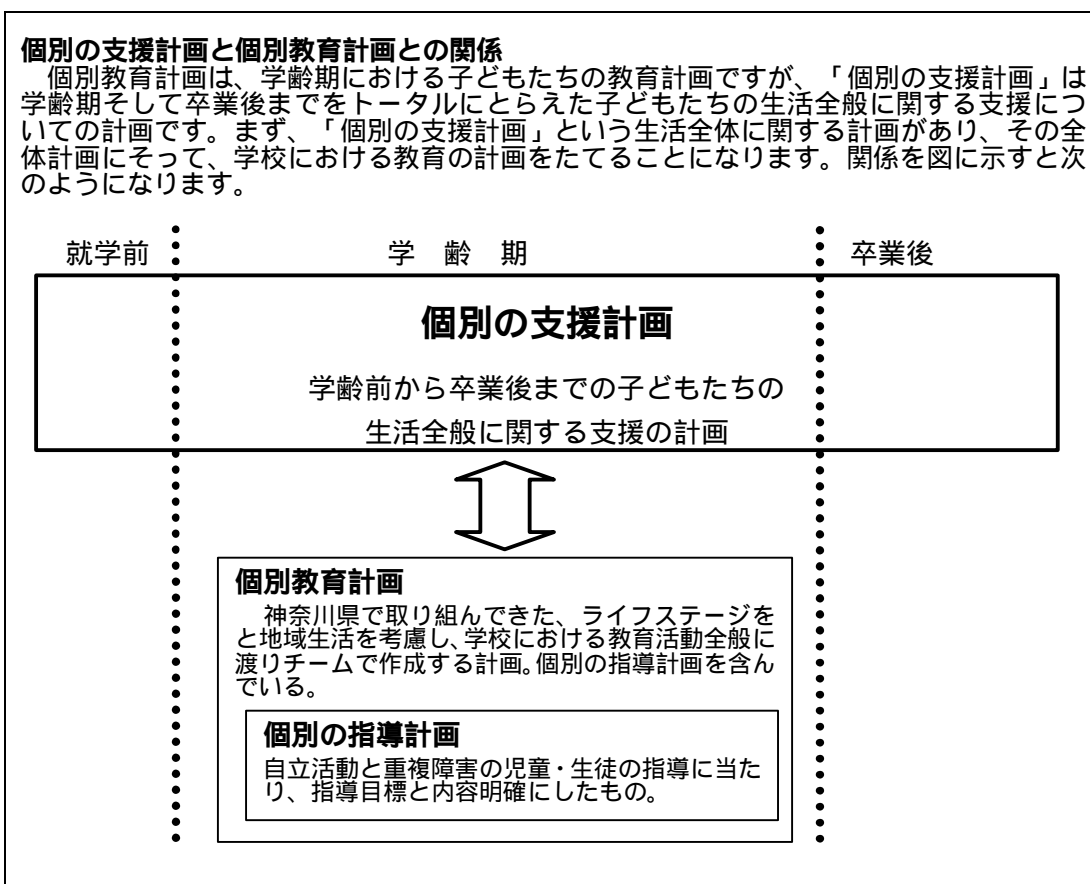 個別の支援計画と個別教育計画との関係
　個別教育計画は、学齢期における子どもたちの教育計画ですが、「個別の支援計画」は
学齢期そして卒業後までをトータルにとらえた子どもたちの生活全般に関する支援につ
いての計画です。まず、「個別の支援計画」という生活全体に関する計画があり、その全
体計画にそって、学校における教育の計画をたてることになります。関係を図に示すと次
のようになります。
就学前　学　齢　期　卒業後
個別の支援計画
学齢前から卒業後までの子どもたちの
生活全般に関する支援の計画
個別教育計画
　神奈川県で取り組んできた、ライフステージを
と地域生活を考慮し、学校における教育活動全般に
渡りチームで作成する計画。個別の指導計画を含ん
でいる。
個別の指導計画
自立活動と重複障害の児童・生徒の指導に当た
り、指導目標と内容明確にしたもの。